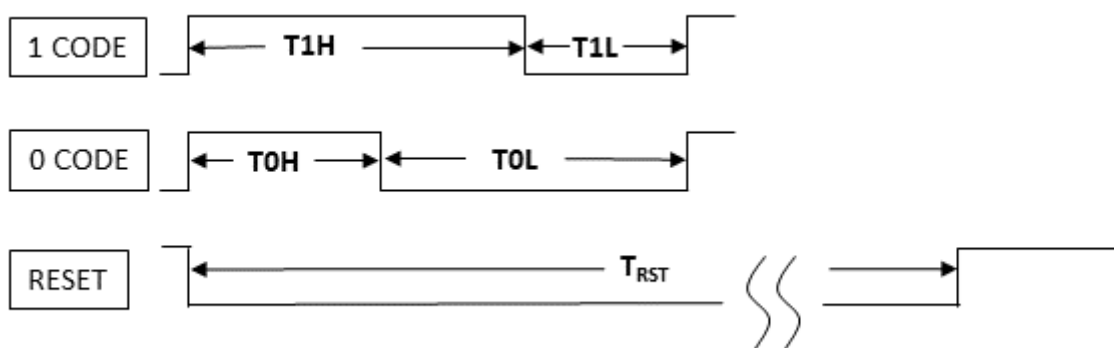 1 CODE T1H T1L
0 CODE T0H T0L
RESET TRST